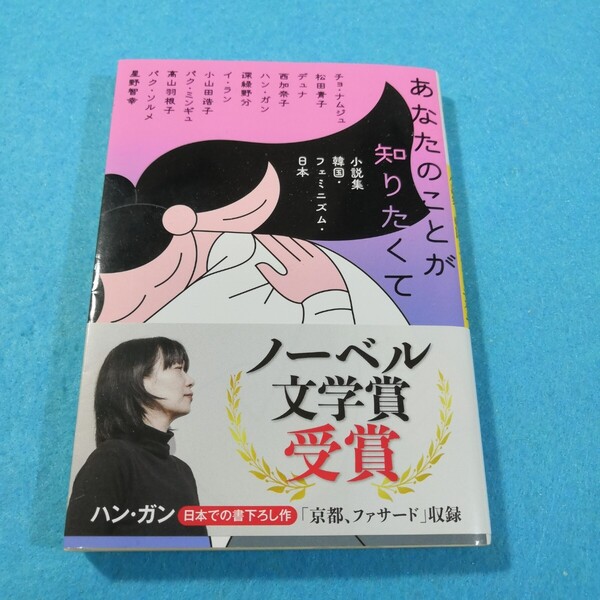 あなたのことが
知りたくて
小説集
韓国・
フェミニズム・
日本
チョ・ナムジュ
松田青子
デュナ
西加奈子
ハン・ガン
深緑野分
イ・ラン
小山田浩子
パク・ミンギュ
高山羽根子
パク・ソルメ
星野智幸
ノーベル
文学賞
受賞
ハン・ガン 日本での書下ろし作 「京都、ファサード」収録